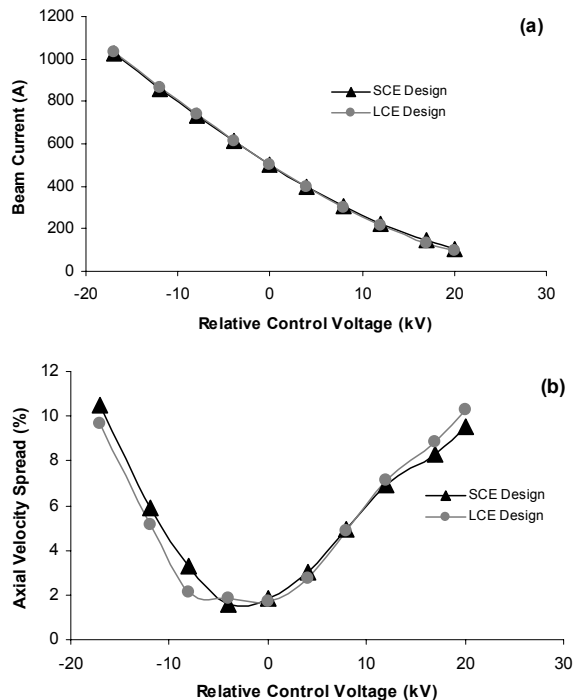 (a)
1200
1000
800
600
400
200
0
Beam Current (A)
SCE Design
LCE Design
-20 -10 0 10 20 30
Relative Control Voltage (kV)
(b)
12
10
8
6
4
2
0
Axial Velocity Spread (%)
SCE Design
LCE Design
-20 -10 0 10 20 30
Relative Control Voltage (kV)